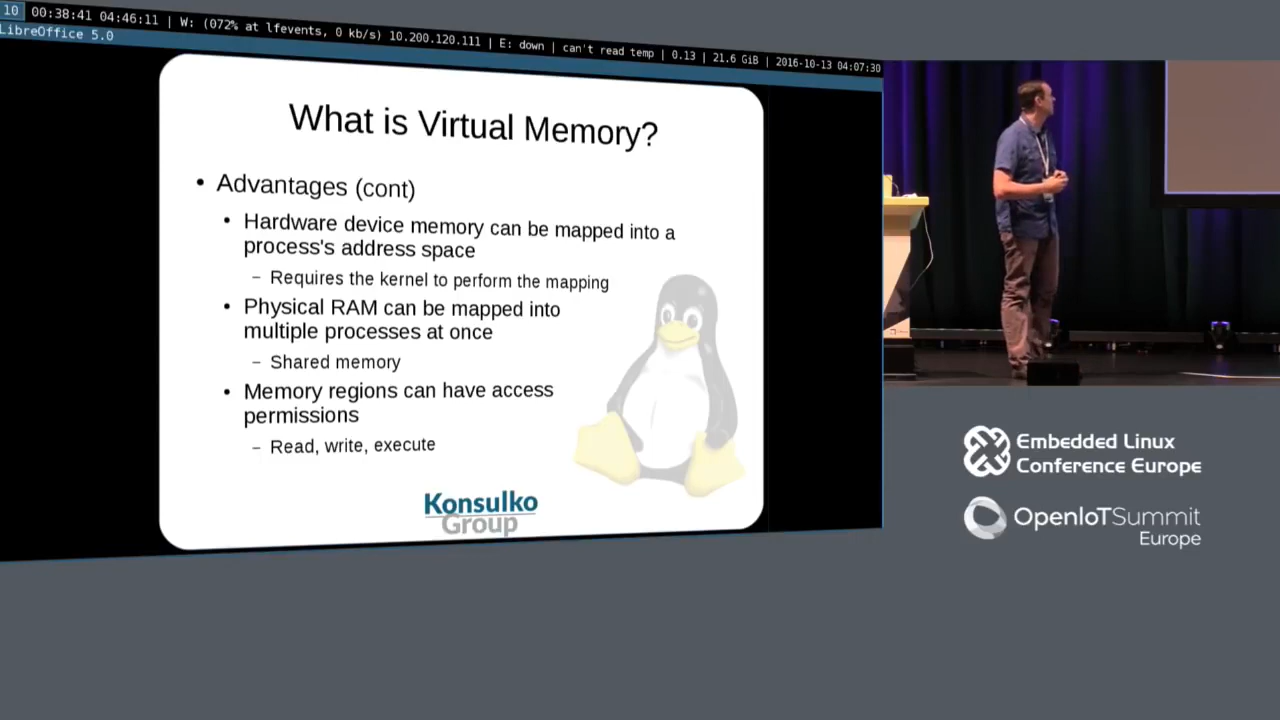 10 00:38:41 04:46:11 | W: (072% at lfevents, 0 kb/s) 10.200.120.111 | E: down | can't read temp | 0.13 | 21.6 GiB | 2016-10-13 04:07:30
LibreOffice 5.0
What is Virtual Memory?
• Advantages (cont)
• Hardware device memory can be mapped into a
process's address space
– Requires the kernel to perform the mapping
• Physical RAM can be mapped into
multiple processes at once
– Shared memory
• Memory regions can have access
permissions
– Read, write, execute
Konsulko
Group
Embedded Linux
Conference Europe
OpenIoTSummit
Europe